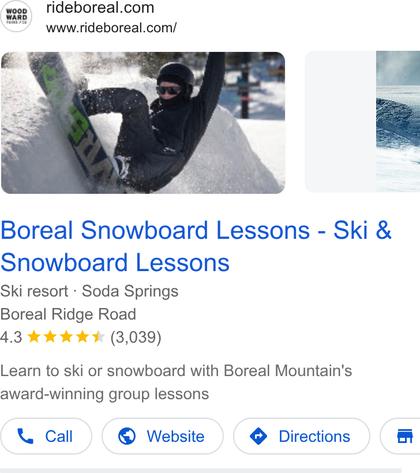 WOOD
WARD
rideboreal.com
www.rideboreal.com/
Boreal Snowboard Lessons - Ski &
Snowboard Lessons
Ski resort · Soda Springs
Boreal Ridge Road
4.3 ★★★★★ (3,039)
Learn to ski or snowboard with Boreal Mountain's
award-winning group lessons
Call
Website
Directions